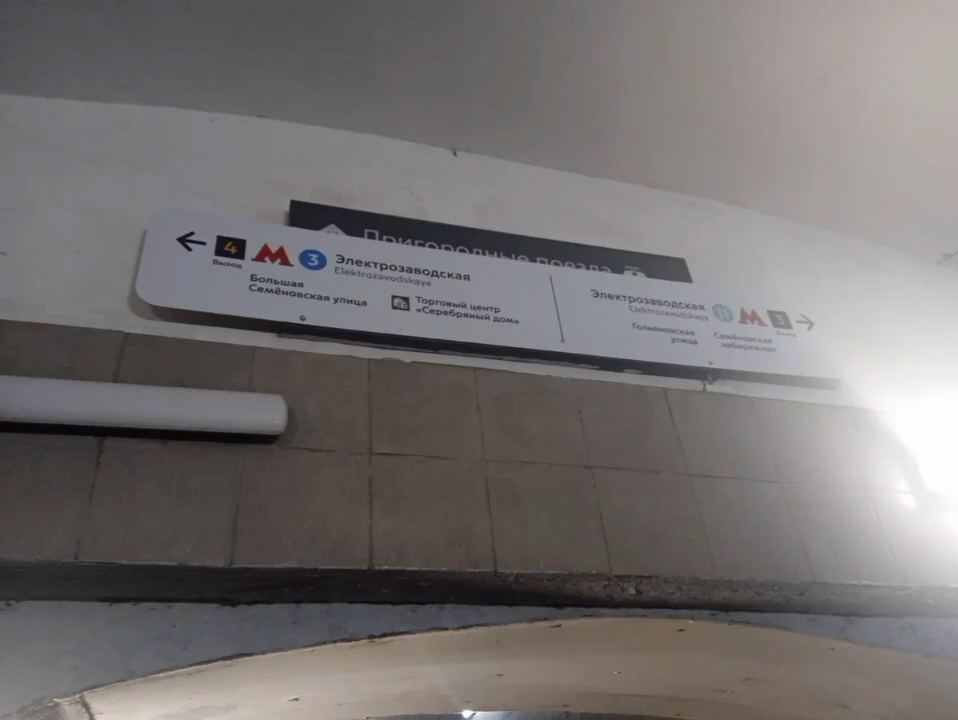 Пригородные поезда
← 4 М 3 Электрозаводская
Выход Elektrozavodskaya
Большая
Семёновская улица
Торговый центр
«Серебряный дом»
Электрозаводская 11 М 3 →
Elektrozavodskaya Выход
Гольяновская
улица
Семёновская
набережная